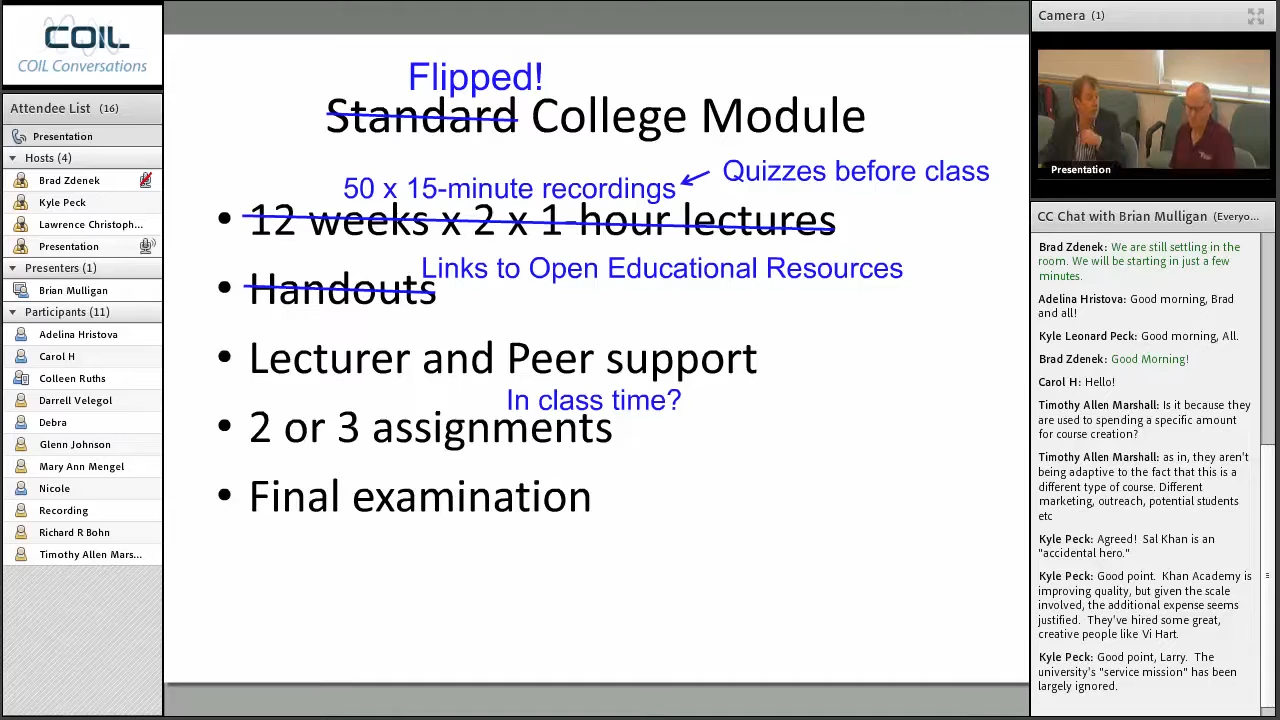 COIL
COIL Conversations
Attendee List (16)
Presentation
Hosts (4)
Brad Zdenek
Kyle Peck
Lawrence Christoph...
Presentation
Presenters (1)
Brian Mulligan
Participants (11)
Adelina Hristova
Carol H
Colleen Ruths
Darrell Velegol
Debra
Glenn Johnson
Mary Ann Mengel
Nicole
Recording
Richard R Bohn
Timothy Allen Mars...
Flipped!
Standard College Module
Quizzes before class
50 x 15-minute recordings
• 12 weeks x 2 x 1-hour lectures
Links to Open Educational Resources
• Handouts
• Lecturer and Peer support
In class time?
• 2 or 3 assignments
• Final examination
Camera (1)
Presentation
CC Chat with Brian Mulligan (Everyo...
Brad Zdenek: We are still settling in the
room. We will be starting in just a few
minutes.
Adelina Hristova: Good morning, Brad
and all!
Kyle Leonard Peck: Good morning, All.
Brad Zdenek: Good Morning!
Carol H: Hello!
Timothy Allen Marshall: Is it because they
are used to spending a specific amount
for course creation?
Timothy Allen Marshall: as in, they aren't
being adaptive to the fact that this is a
different type of course. Different
marketing, outreach, potential students
etc
Kyle Peck: Agreed! Sal Khan is an
"accidental hero."
Kyle Peck: Good point. Khan Academy is
improving quality, but given the scale
involved, the additional expense seems
justified. They've hired some great,
creative people like Vi Hart.
Kyle Peck: Good point, Larry. The
university's "service mission" has been
largely ignored.